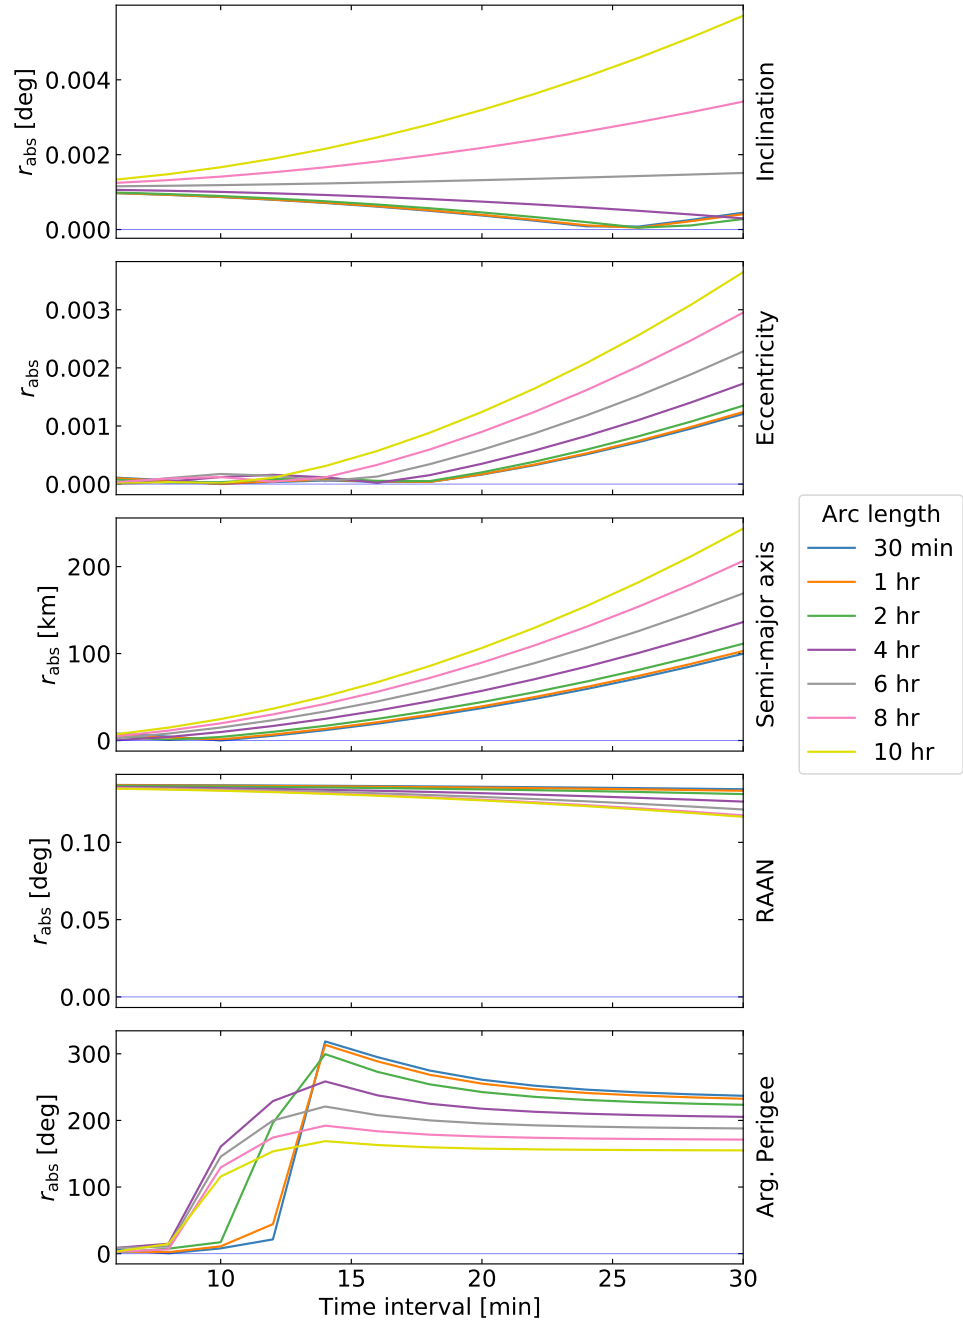 0.004
0.002
0.000
r_abs [deg]
Inclination
0.003
0.002
0.001
0.000
r_abs
Eccentricity
200
100
0
r_abs [km]
Semi-major axis
0.10
0.05
0.00
r_abs [deg]
RAAN
300
200
100
0
r_abs [deg]
Arg. Perigee
10 15 20 25 30
Time interval [min]
Arc length
30 min
1 hr
2 hr
4 hr
6 hr
8 hr
10 hr